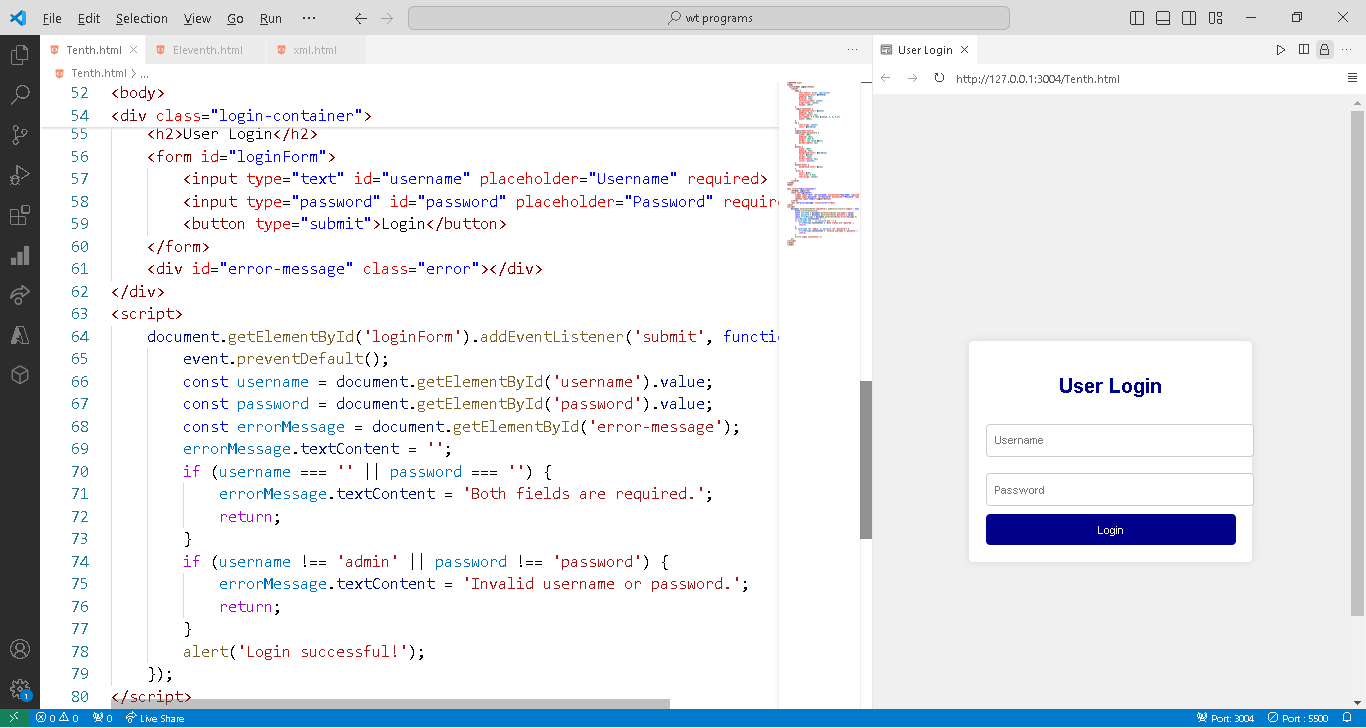 File Edit Selection View Go Run ··· wt programs
Tenth.html Eleventh.html xml.html ···
Tenth.html > ...
52 <body>
54 <div class="login-container">
55 <h2>User Login</h2>
56 <form id="loginForm">
57 <input type="text" id="username" placeholder="Username" required>
58 <input type="password" id="password" placeholder="Password" require
59 <button type="submit">Login</button>
60 </form>
61 <div id="error-message" class="error"></div>
62 </div>
63 <script>
64 document.getElementById('loginForm').addEventListener('submit', functio
65 event.preventDefault();
66 const username = document.getElementById('username').value;
67 const password = document.getElementById('password').value;
68 const errorMessage = document.getElementById('error-message');
69 errorMessage.textContent = '';
70 if (username === '' || password === '') {
71 errorMessage.textContent = 'Both fields are required.';
72 return;
73 }
74 if (username !== 'admin' || password !== 'password') {
75 errorMessage.textContent = 'Invalid username or password.';
76 return;
77 }
78 alert('Login successful!');
79 });
80 </script>
User Login
http://127.0.0.1:3004/Tenth.html
User Login
Username
Password
Login
1
0 0 0 Live Share Port: 3004 Port : 5500